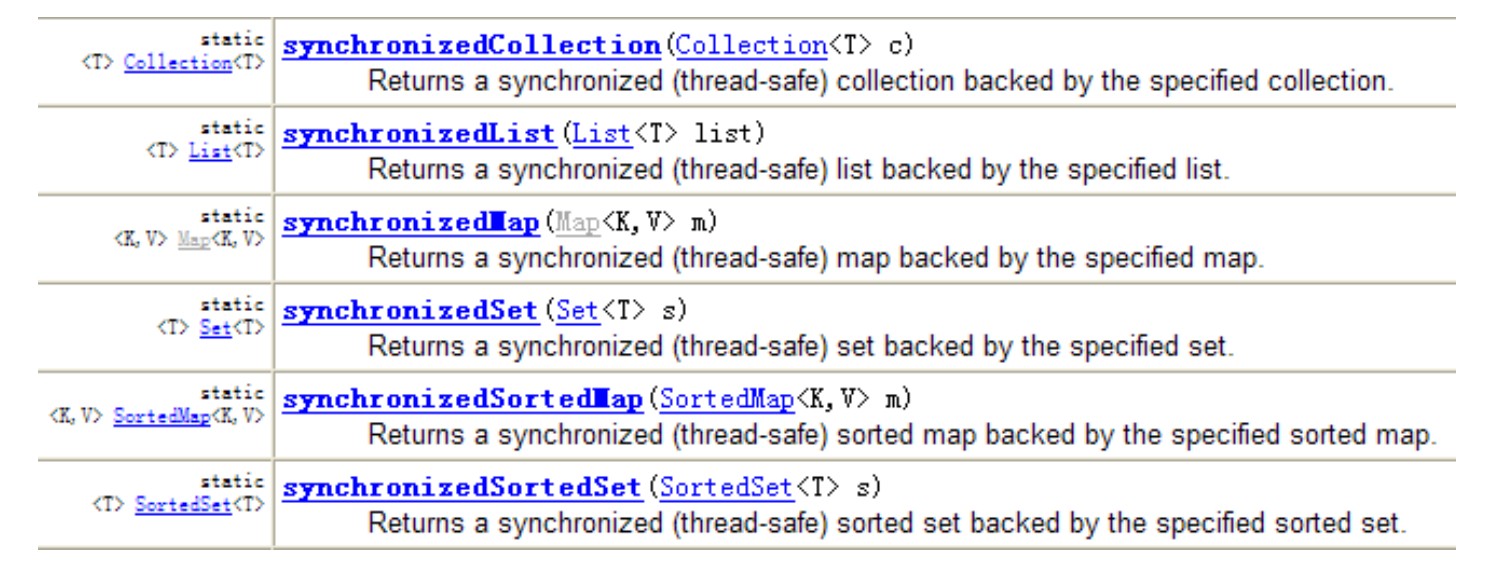 static
<T> Collection<T>
synchronizedCollection(Collection<T> c)
Returns a synchronized (thread-safe) collection backed by the specified collection.
static
<T> List<T>
synchronizedList(List<T> list)
Returns a synchronized (thread-safe) list backed by the specified list.
static
<K,V> Map<K,V>
synchronizedMap(Map<K,V> m)
Returns a synchronized (thread-safe) map backed by the specified map.
static
<T> Set<T>
synchronizedSet(Set<T> s)
Returns a synchronized (thread-safe) set backed by the specified set.
static
<K,V> SortedMap<K,V>
synchronizedSortedMap(SortedMap<K,V> m)
Returns a synchronized (thread-safe) sorted map backed by the specified sorted map.
static
<T> SortedSet<T>
synchronizedSortedSet(SortedSet<T> s)
Returns a synchronized (thread-safe) sorted set backed by the specified sorted set.